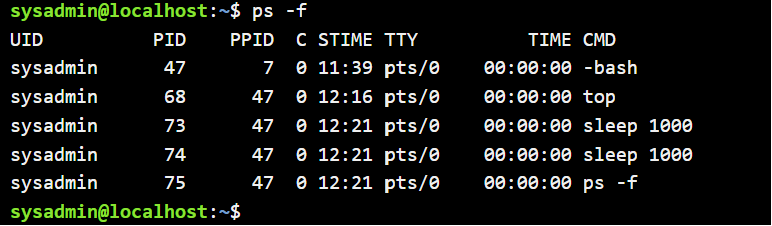 sysadmin@localhost:~$ ps -f
UID        PID  PPID  C STIME TTY          TIME CMD
sysadmin    47     7  0 11:39 pts/0    00:00:00 -bash
sysadmin    68    47  0 12:16 pts/0    00:00:00 top
sysadmin    73    47  0 12:21 pts/0    00:00:00 sleep 1000
sysadmin    74    47  0 12:21 pts/0    00:00:00 sleep 1000
sysadmin    75    47  0 12:21 pts/0    00:00:00 ps -f
sysadmin@localhost:~$